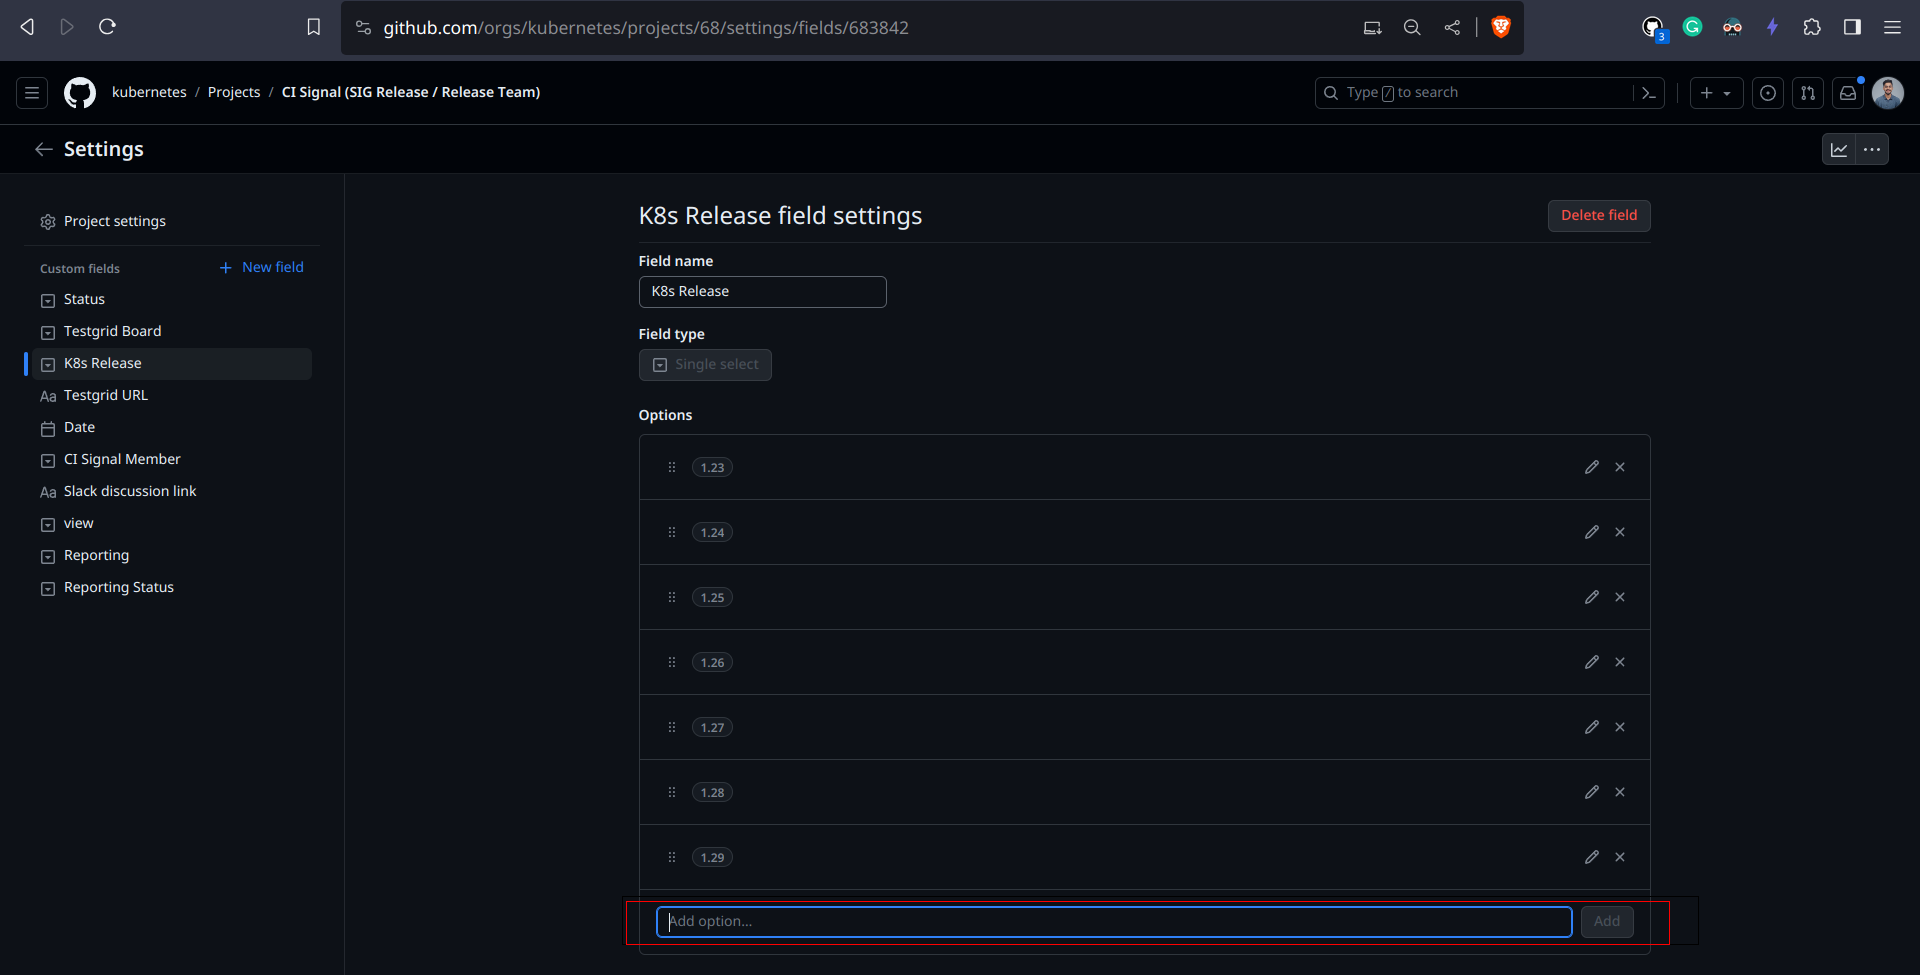 github.com/orgs/kubernetes/projects/68/settings/fields/683842
3
kubernetes / Projects / CI Signal (SIG Release / Release Team)
Type / to search
Settings
Project settings
Custom fields
New field
Status
Testgrid Board
K8s Release
Aa Testgrid URL
Date
CI Signal Member
Aa Slack discussion link
view
Reporting
Reporting Status
K8s Release field settings
Delete field
Field name
K8s Release
Field type
Single select
Options
1.23
1.24
1.25
1.26
1.27
1.28
1.29
Add option...
Add